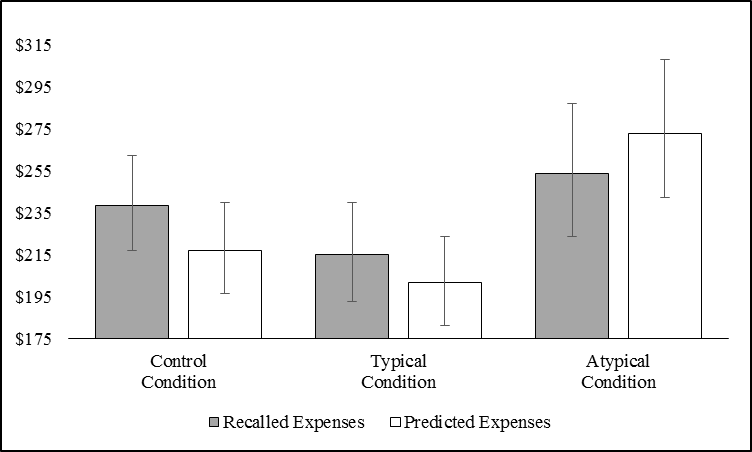 $315
$295
$275
$255
$235
$215
$195
$175
Control
Condition
Typical
Condition
Atypical
Condition
Recalled Expenses
Predicted Expenses